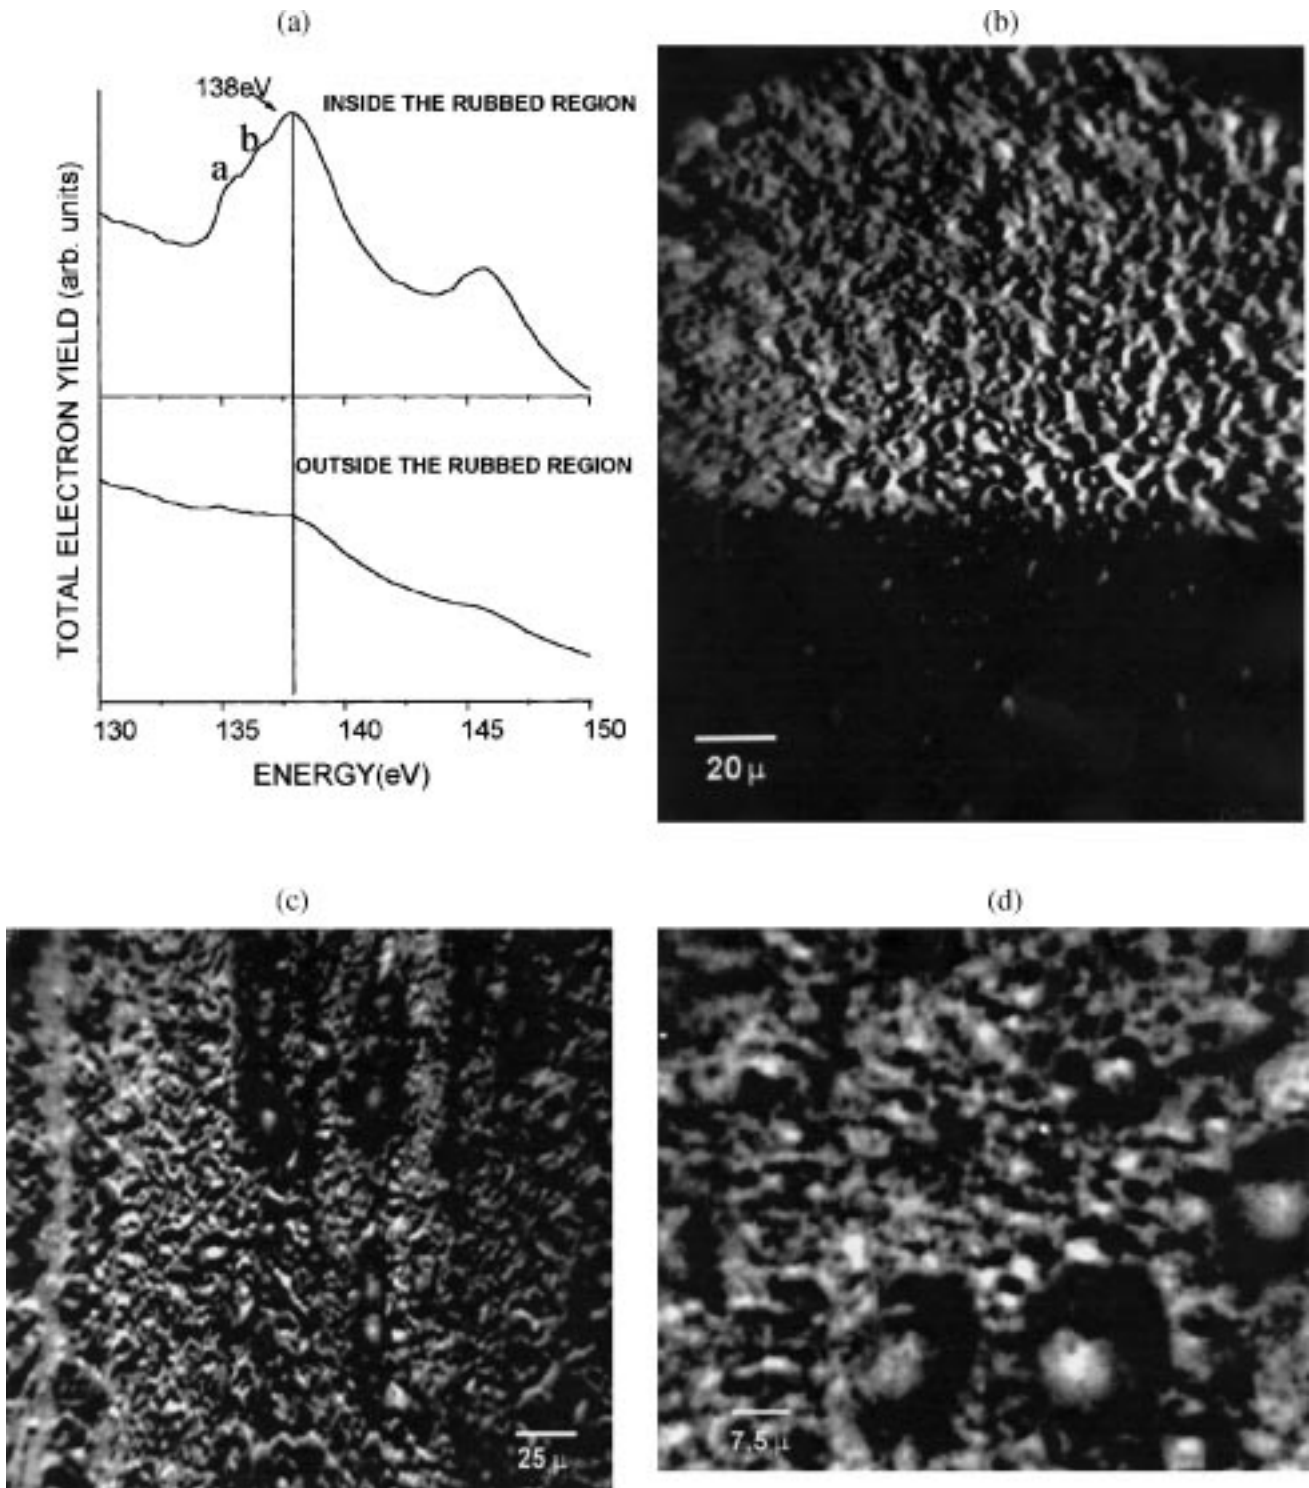 (a)
138eV
INSIDE THE RUBBED REGION
b
a
OUTSIDE THE RUBBED REGION
TOTAL ELECTRON YIELD (arb. units)
130 135 140 145 150
ENERGY(eV)
(b)
20 μ
(c)
25 μ
(d)
7,5 μ